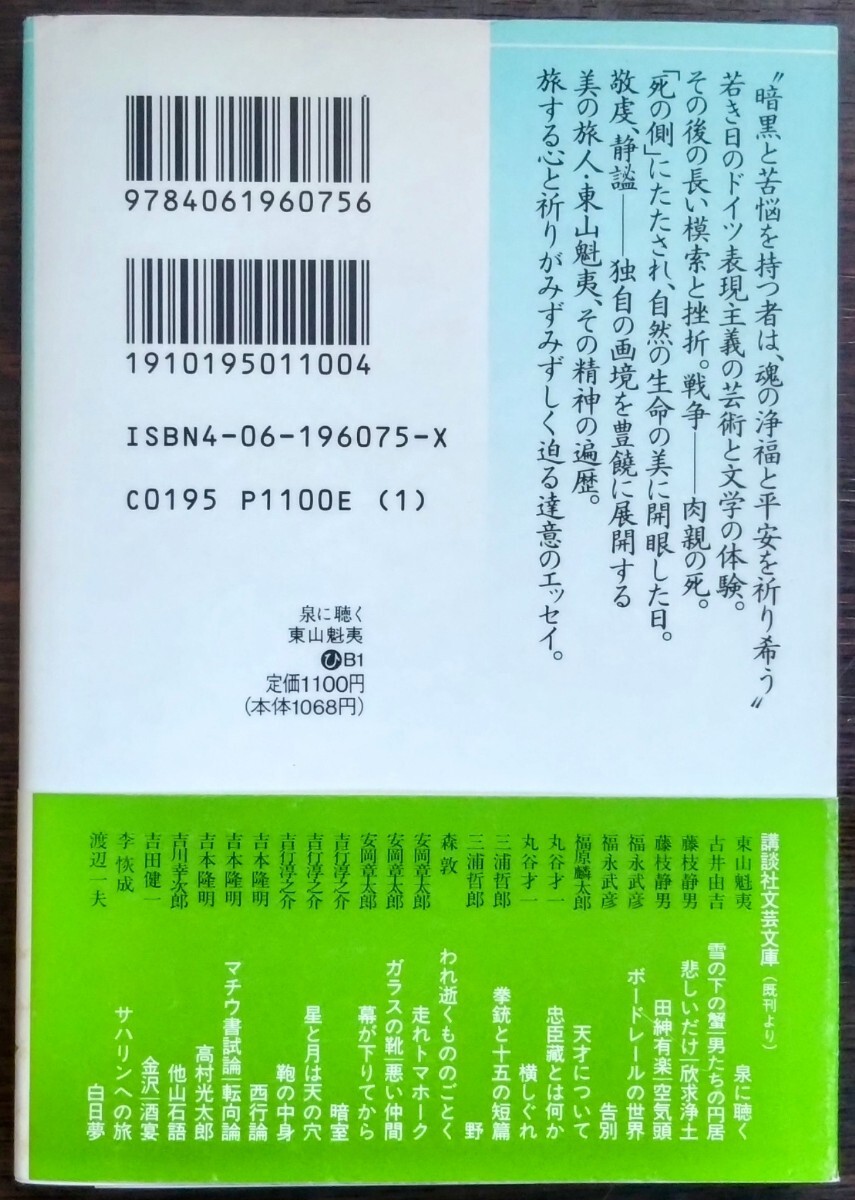 “暗黒と苦悩を持つ者は、魂の浄福と平安を祈り希う”
若き日のドイツ表現主義の芸術と文学の体験。
その後の長い模索と挫折。戦争――肉親の死。
「死の側」にたたされ、自然の生命の美に開眼した日。
敬虔、静謐――独自の画境を豊饒に展開する
美の旅人・東山魁夷、その精神の遍歴。
旅する心と祈りがみずみずしく迫る達意のエッセイ。
9784061960756
1910195011004
ISBN4-06-196075-X
C0195 P1100E (1)
泉に聴く
東山魁夷
ひB1
定価1100円
(本体1068円)
講談社文芸文庫(既刊より)
東山魁夷 泉に聴く
古井由吉 雪の下の蟹|男たちの円居
藤枝静男 悲しいだけ|欣求浄土
藤枝静男 田紳有楽|空気頭
福永武彦 ボードレールの世界
福永武彦 告別
福原麟太郎 天才について
丸谷才一 忠臣藏とは何か
丸谷才一 横しぐれ
三浦哲郎 拳銃と十五の短篇
三浦哲郎 野
森敦 われ逝くもののごとく
安岡章太郎 走れトマホーク
安岡章太郎 ガラスの靴|悪い仲間
安岡章太郎 幕が下りてから
吉行淳之介 暗室
吉行淳之介 星と月は天の穴
吉行淳之介 鞄の中身
吉本隆明 西行論
吉本隆明 マチウ書試論|転向論
吉本隆明 高村光太郎
吉川幸次郎 他山石語
吉田健一 金沢|酒宴
李恢成 サハリンへの旅
渡辺一夫 白日夢